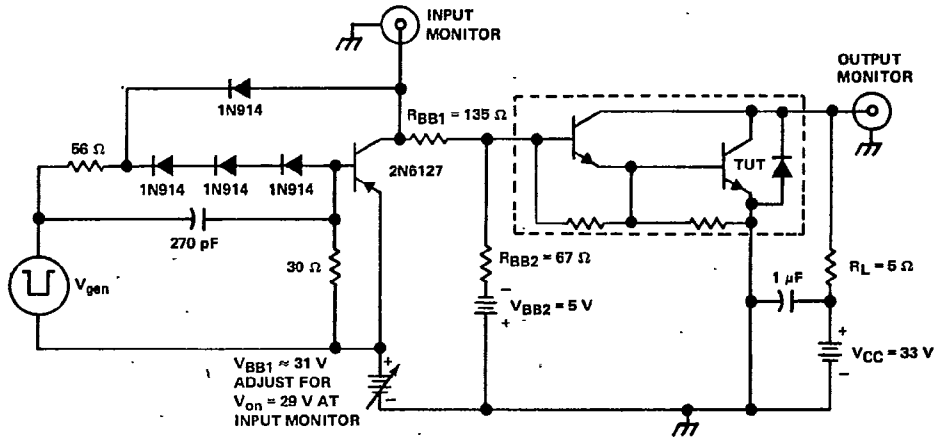 INPUT
MONITOR
OUTPUT
MONITOR
1N914
R_BB1 = 135 Ω
56 Ω
1N914
1N914
1N914
2N6127
TUT
270 pF
30 Ω
V_gen
R_BB2 = 67 Ω
V_BB2 = 5 V
R_L = 5 Ω
1 μF
V_CC = 33 V
V_BB1 ≈ 31 V
ADJUST FOR
V_on = 29 V AT
INPUT MONITOR